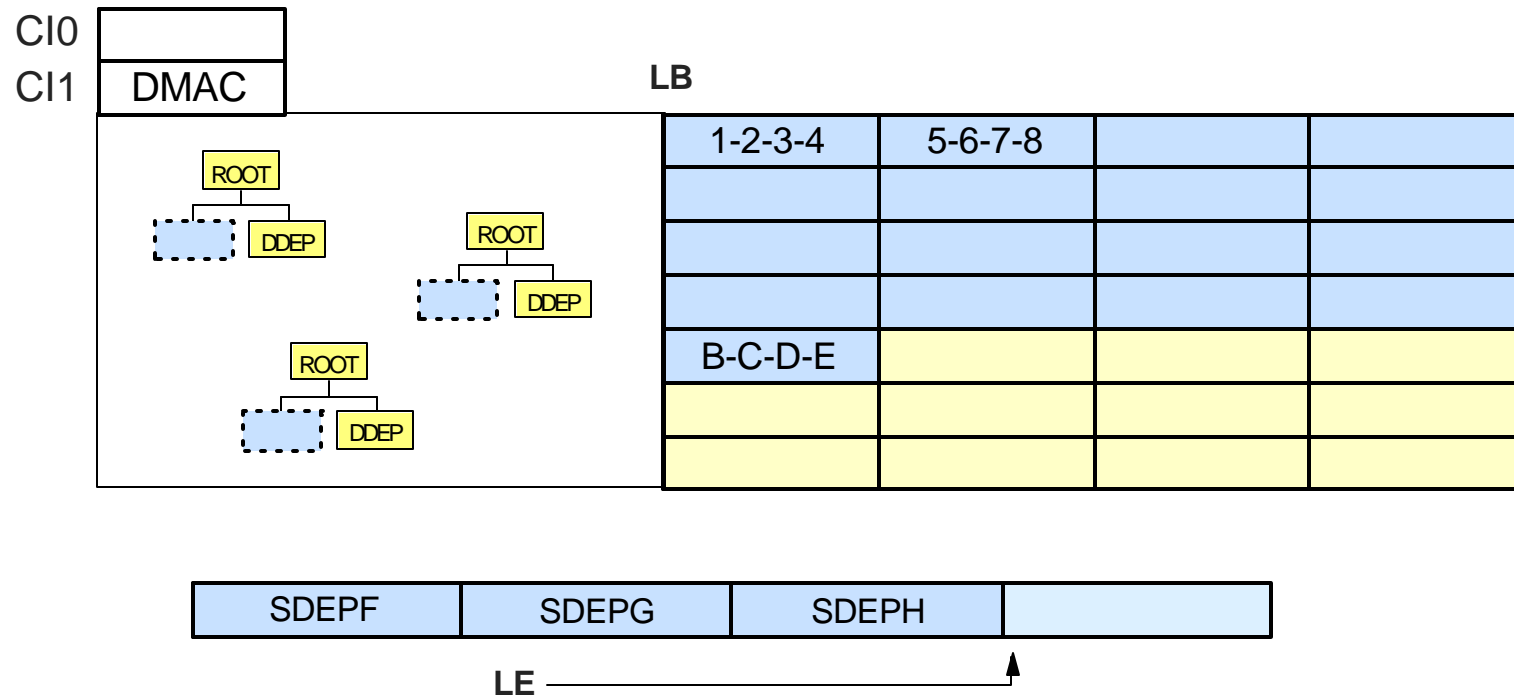 CI0
CI1 DMAC
LB
1-2-3-4 5-6-7-8
ROOT
DDEP
ROOT
DDEP
B-C-D-E
ROOT
DDEP
SDEPF SDEPG SDEPH
LE